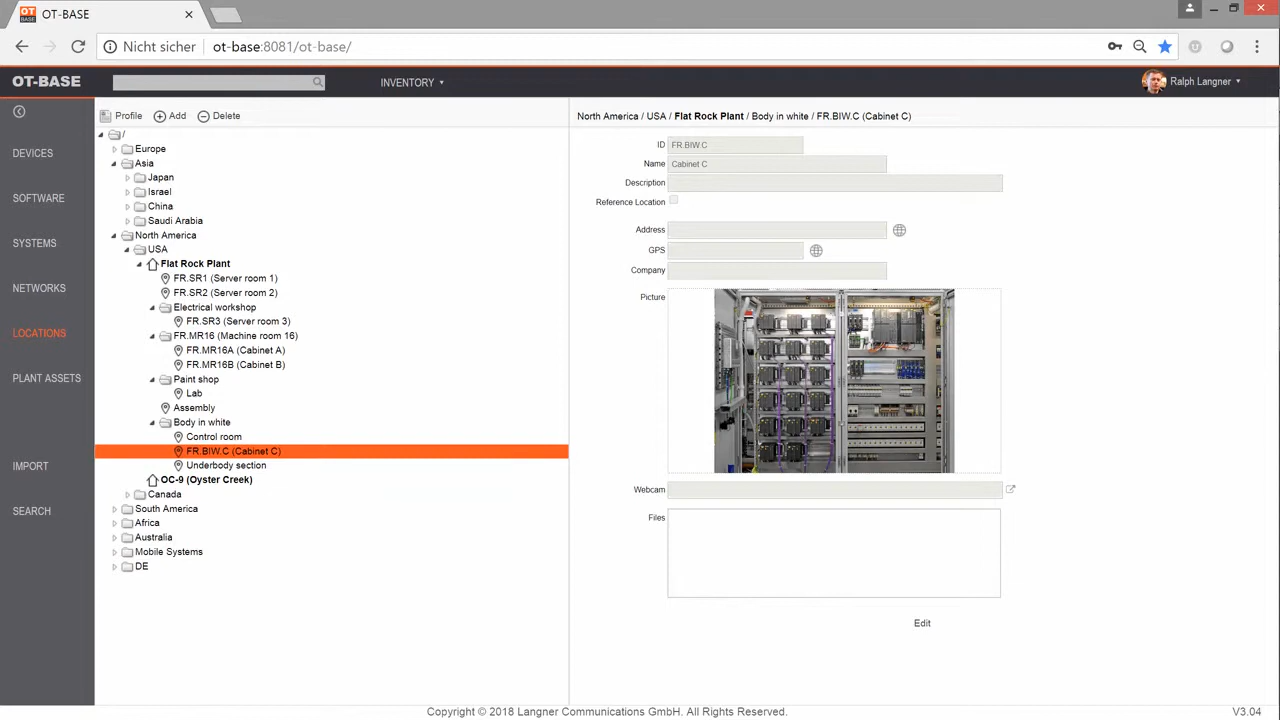 OT-BASE
Nicht sicher ot-base:8081/ot-base/
OT-BASE INVENTORY Ralph Langner
Profile Add Delete
DEVICES
SOFTWARE
SYSTEMS
NETWORKS
LOCATIONS
PLANT ASSETS
IMPORT
SEARCH
/
Europe
Asia
Japan
Israel
China
Saudi Arabia
North America
USA
Flat Rock Plant
FR.SR1 (Server room 1)
FR.SR2 (Server room 2)
Electrical workshop
FR.SR3 (Server room 3)
FR.MR16 (Machine room 16)
FR.MR16A (Cabinet A)
FR.MR16B (Cabinet B)
Paint shop
Lab
Assembly
Body in white
Control room
FR.BIW.C (Cabinet C)
Underbody section
OC-9 (Oyster Creek)
Canada
South America
Africa
Australia
Mobile Systems
DE
North America / USA / Flat Rock Plant / Body in white / FR.BIW.C (Cabinet C)
ID FR.BIW.C
Name Cabinet C
Description
Reference Location
Address
GPS
Company
Picture
Webcam
Files
Edit
Copyright © 2018 Langner Communications GmbH. All Rights Reserved. V3.04